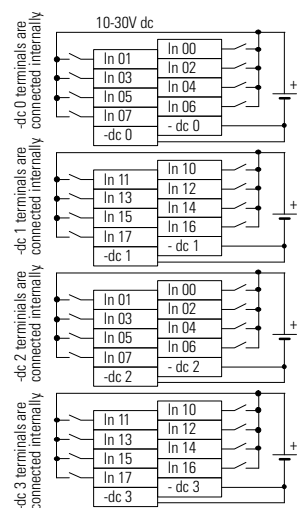 10-30V dc
-dc 0 terminals are
connected internally.
In 01
In 03
In 05
In 07
-dc 0
In 00
In 02
In 04
In 06
- dc 0
+
-dc 1 terminals are
connected internally.
In 11
In 13
In 15
In 17
-dc 1
In 10
In 12
In 14
In 16
- dc 1
+
-dc 2 terminials are
connected internally.
In 01
In 03
In 05
In 07
-dc 2
In 00
In 02
In 04
In 06
- dc 2
+
-dc 3 terminals are
connected internally.
In 11
In 13
In 15
In 17
-dc 3
In 10
In 12
In 14
In 16
- dc 3
+